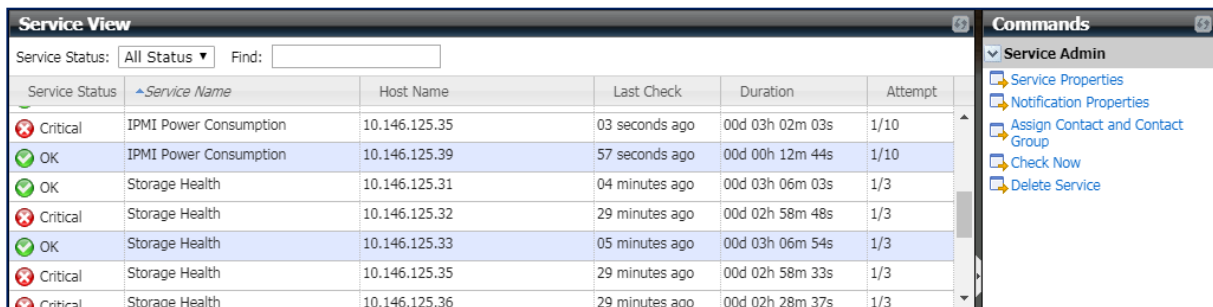 Service View
Service Status: All Status Find:
Service Status Service Name Host Name Last Check Duration Attempt
Critical IPMI Power Consumption 10.146.125.35 03 seconds ago 00d 03h 02m 03s 1/10
OK IPMI Power Consumption 10.146.125.39 57 seconds ago 00d 00h 12m 44s 1/10
OK Storage Health 10.146.125.31 04 minutes ago 00d 03h 06m 03s 1/3
Critical Storage Health 10.146.125.32 29 minutes ago 00d 02h 58m 48s 1/3
OK Storage Health 10.146.125.33 05 minutes ago 00d 03h 06m 54s 1/3
Critical Storage Health 10.146.125.35 29 minutes ago 00d 02h 58m 33s 1/3
Critical Storage Health 10.146.125.36 29 minutes ago 00d 02h 28m 37s 1/3
Commands
Service Admin
Service Properties
Notification Properties
Assign Contact and Contact
Group
Check Now
Delete Service